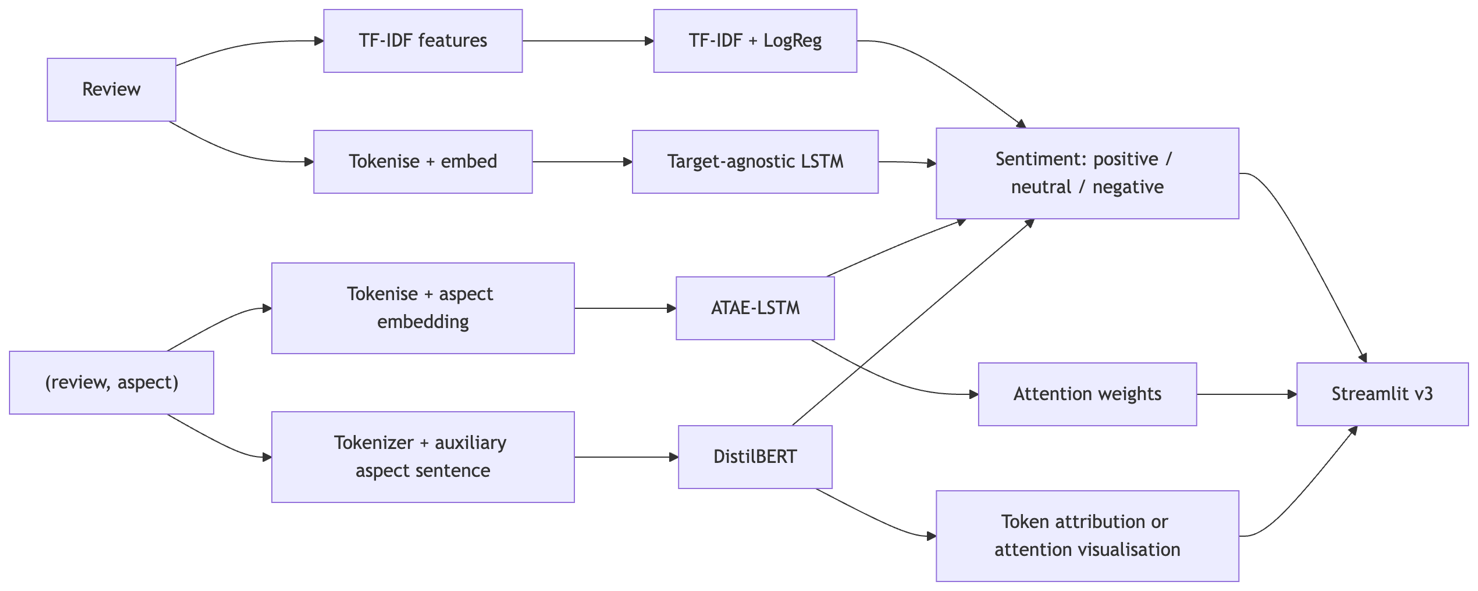 Review
TF-IDF features
TF-IDF + LogReg
Tokenise + embed
Target-agnostic LSTM
Sentiment: positive /
neutral / negative
(review, aspect)
Tokenise + aspect
embedding
ATAE-LSTM
Attention weights
Streamlit v3
Tokenizer + auxiliary
aspect sentence
DistilBERT
Token attribution or
attention visualisation